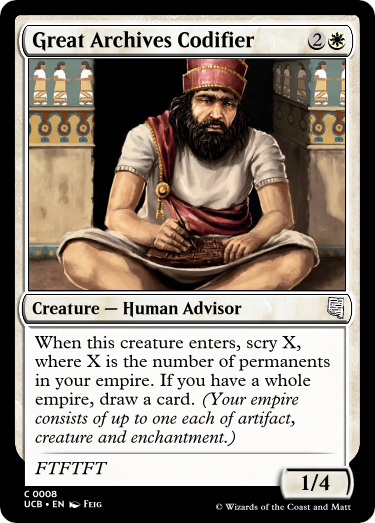 Great Archives Codifier 2
Creature — Human Advisor
When this creature enters, scry X,
where X is the number of permanents
in your empire. If you have a whole
empire, draw a card. (Your empire
consists of up to one each of artifact,
creature and enchantment.)
FTFTFT
1/4
C 0008
UCB • EN Feig
© Wizards of the Coast and Matt